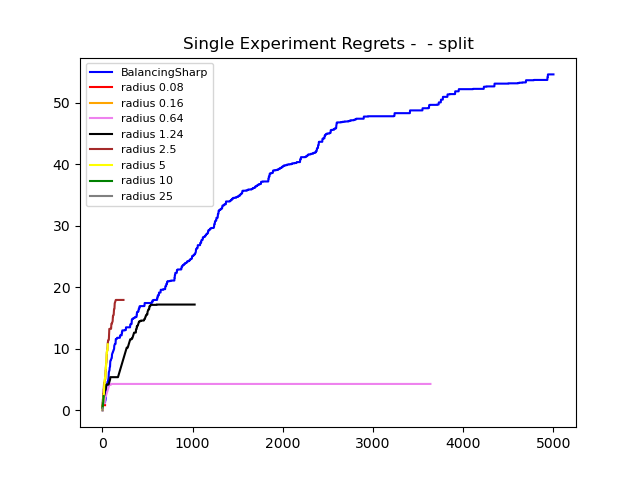 Single Experiment Regrets -  - split
BalancingSharp
radius 0.08
radius 0.16
radius 0.64
radius 1.24
radius 2.5
radius 5
radius 10
radius 25
50
40
30
20
10
0
0 1000 2000 3000 4000 5000